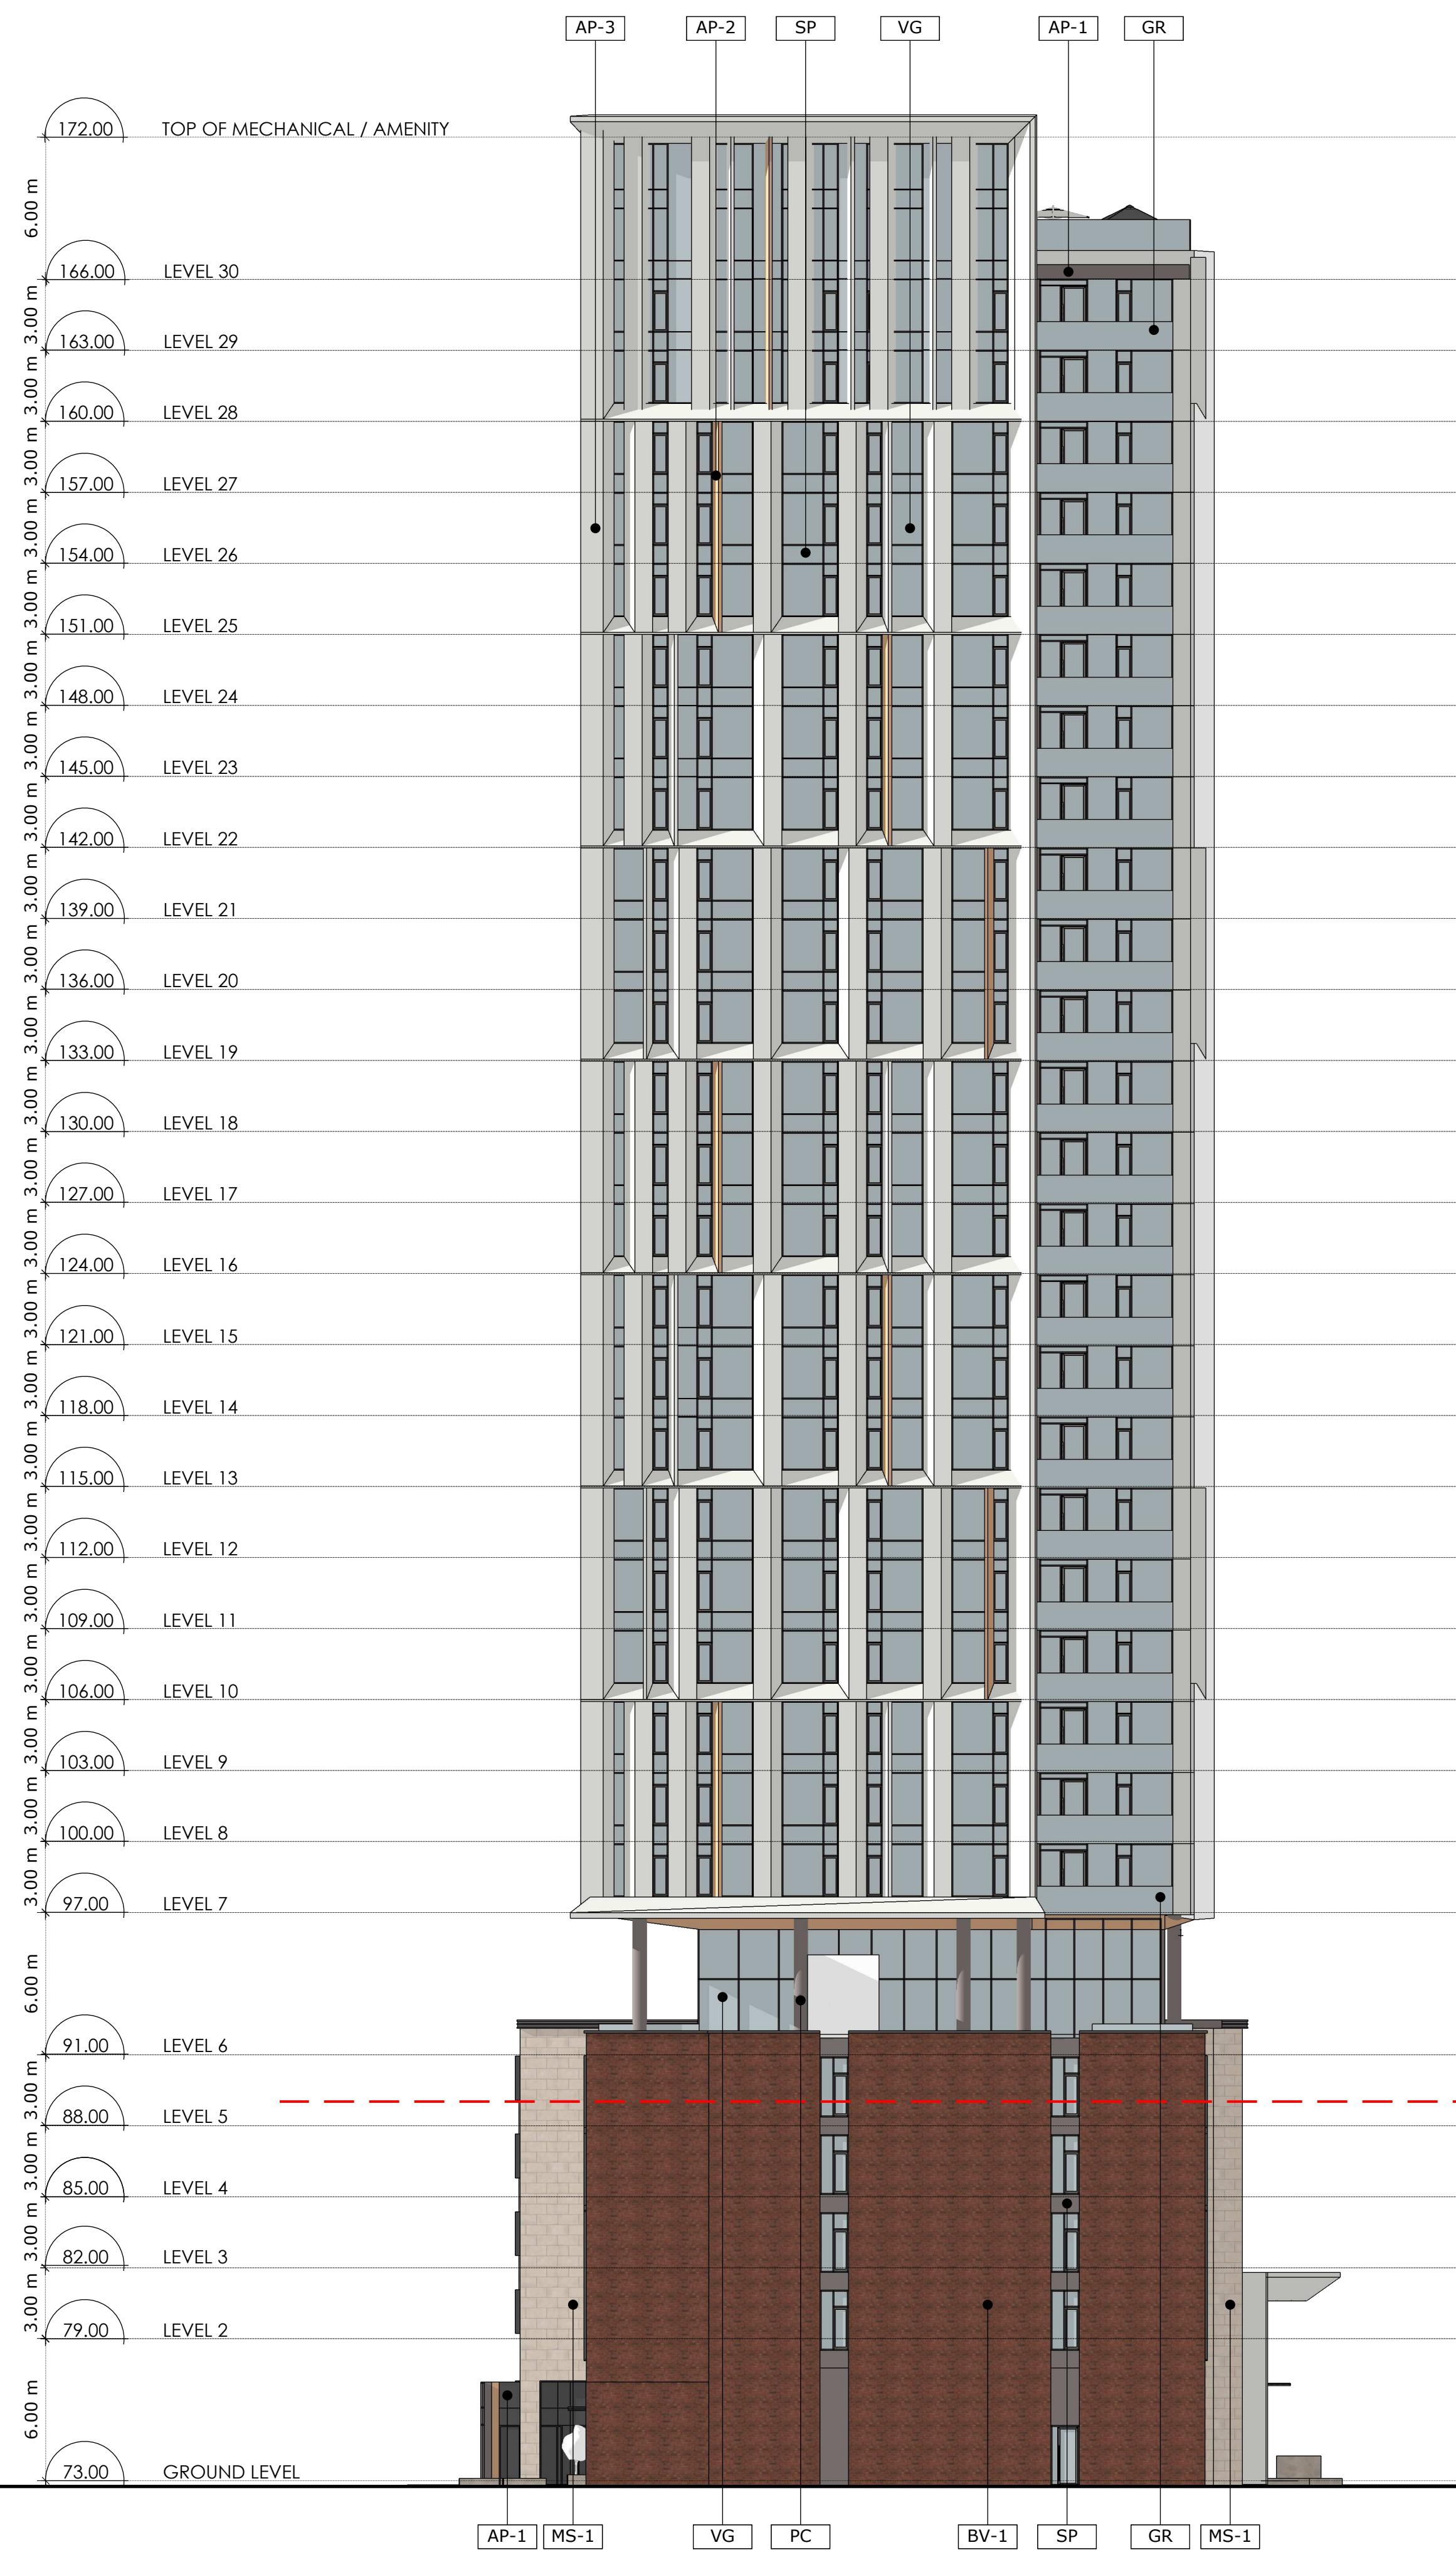 AP-3 AP-2 SP VG AP-1 GR
172.00 TOP OF MECHANICAL / AMENITY
6.00 m
166.00 LEVEL 30
3.00 m
163.00 LEVEL 29
3.00 m
160.00 LEVEL 28
3.00 m
157.00 LEVEL 27
3.00 m
154.00 LEVEL 26
3.00 m
151.00 LEVEL 25
3.00 m
148.00 LEVEL 24
3.00 m
145.00 LEVEL 23
3.00 m
142.00 LEVEL 22
3.00 m
139.00 LEVEL 21
3.00 m
136.00 LEVEL 20
3.00 m
133.00 LEVEL 19
3.00 m
130.00 LEVEL 18
3.00 m
127.00 LEVEL 17
3.00 m
124.00 LEVEL 16
3.00 m
121.00 LEVEL 15
3.00 m
118.00 LEVEL 14
3.00 m
115.00 LEVEL 13
3.00 m
112.00 LEVEL 12
3.00 m
109.00 LEVEL 11
3.00 m
106.00 LEVEL 10
3.00 m
103.00 LEVEL 9
3.00 m
100.00 LEVEL 8
3.00 m
97.00 LEVEL 7
6.00 m
91.00 LEVEL 6
3.00 m
88.00 LEVEL 5
3.00 m
85.00 LEVEL 4
3.00 m
82.00 LEVEL 3
3.00 m
79.00 LEVEL 2
6.00 m
73.00 GROUND LEVEL
AP-1 MS-1 VG PC BV-1 SP GR MS-1